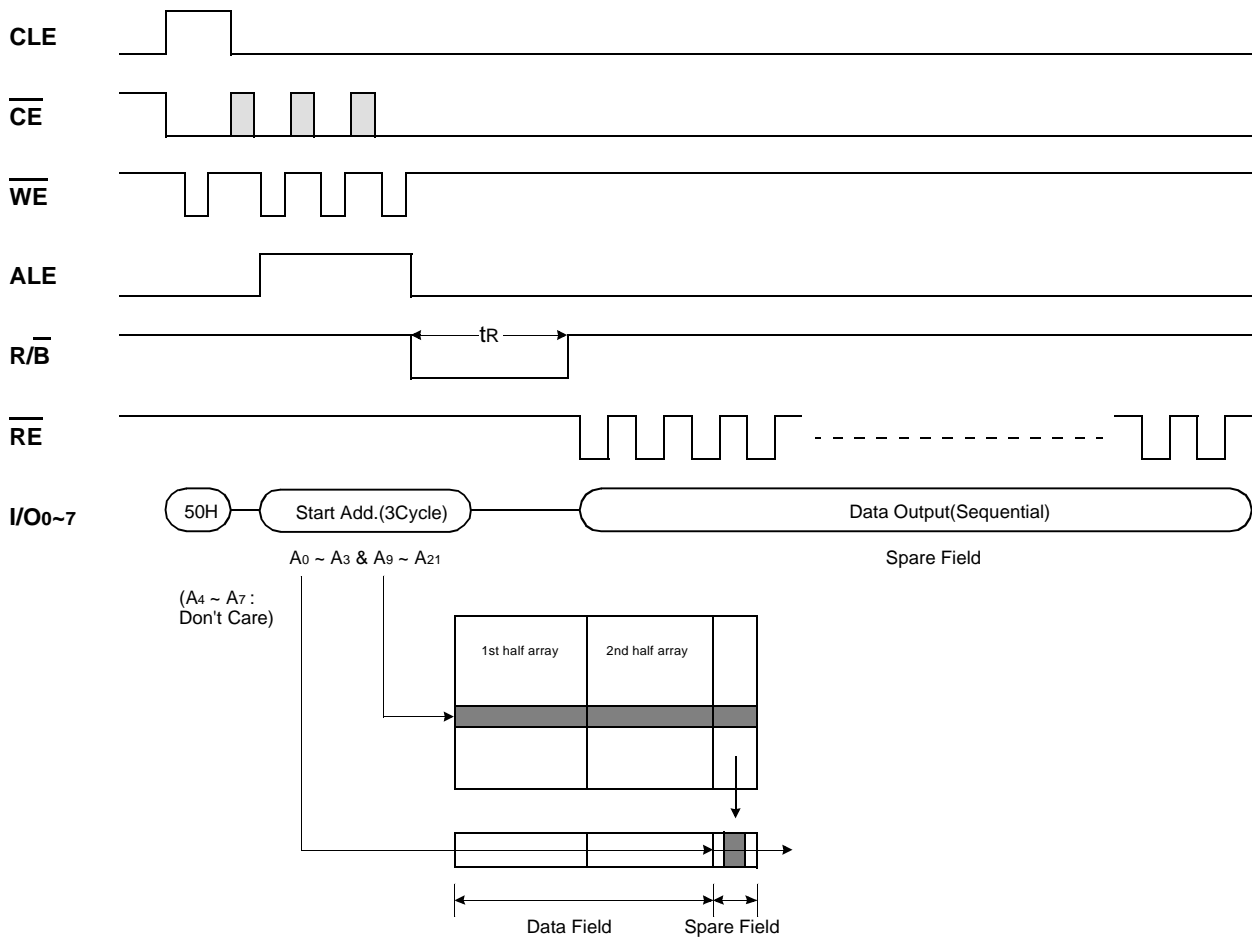 CLE
CE
WE
ALE
R/B
tR
RE
I/O0~7
50H
Start Add.(3Cycle)
Data Output(Sequential)
A0 ~ A3 & A9 ~ A21
Spare Field
(A4 ~ A7 :
Don't Care)
1st half array
2nd half array
Data Field
Spare Field